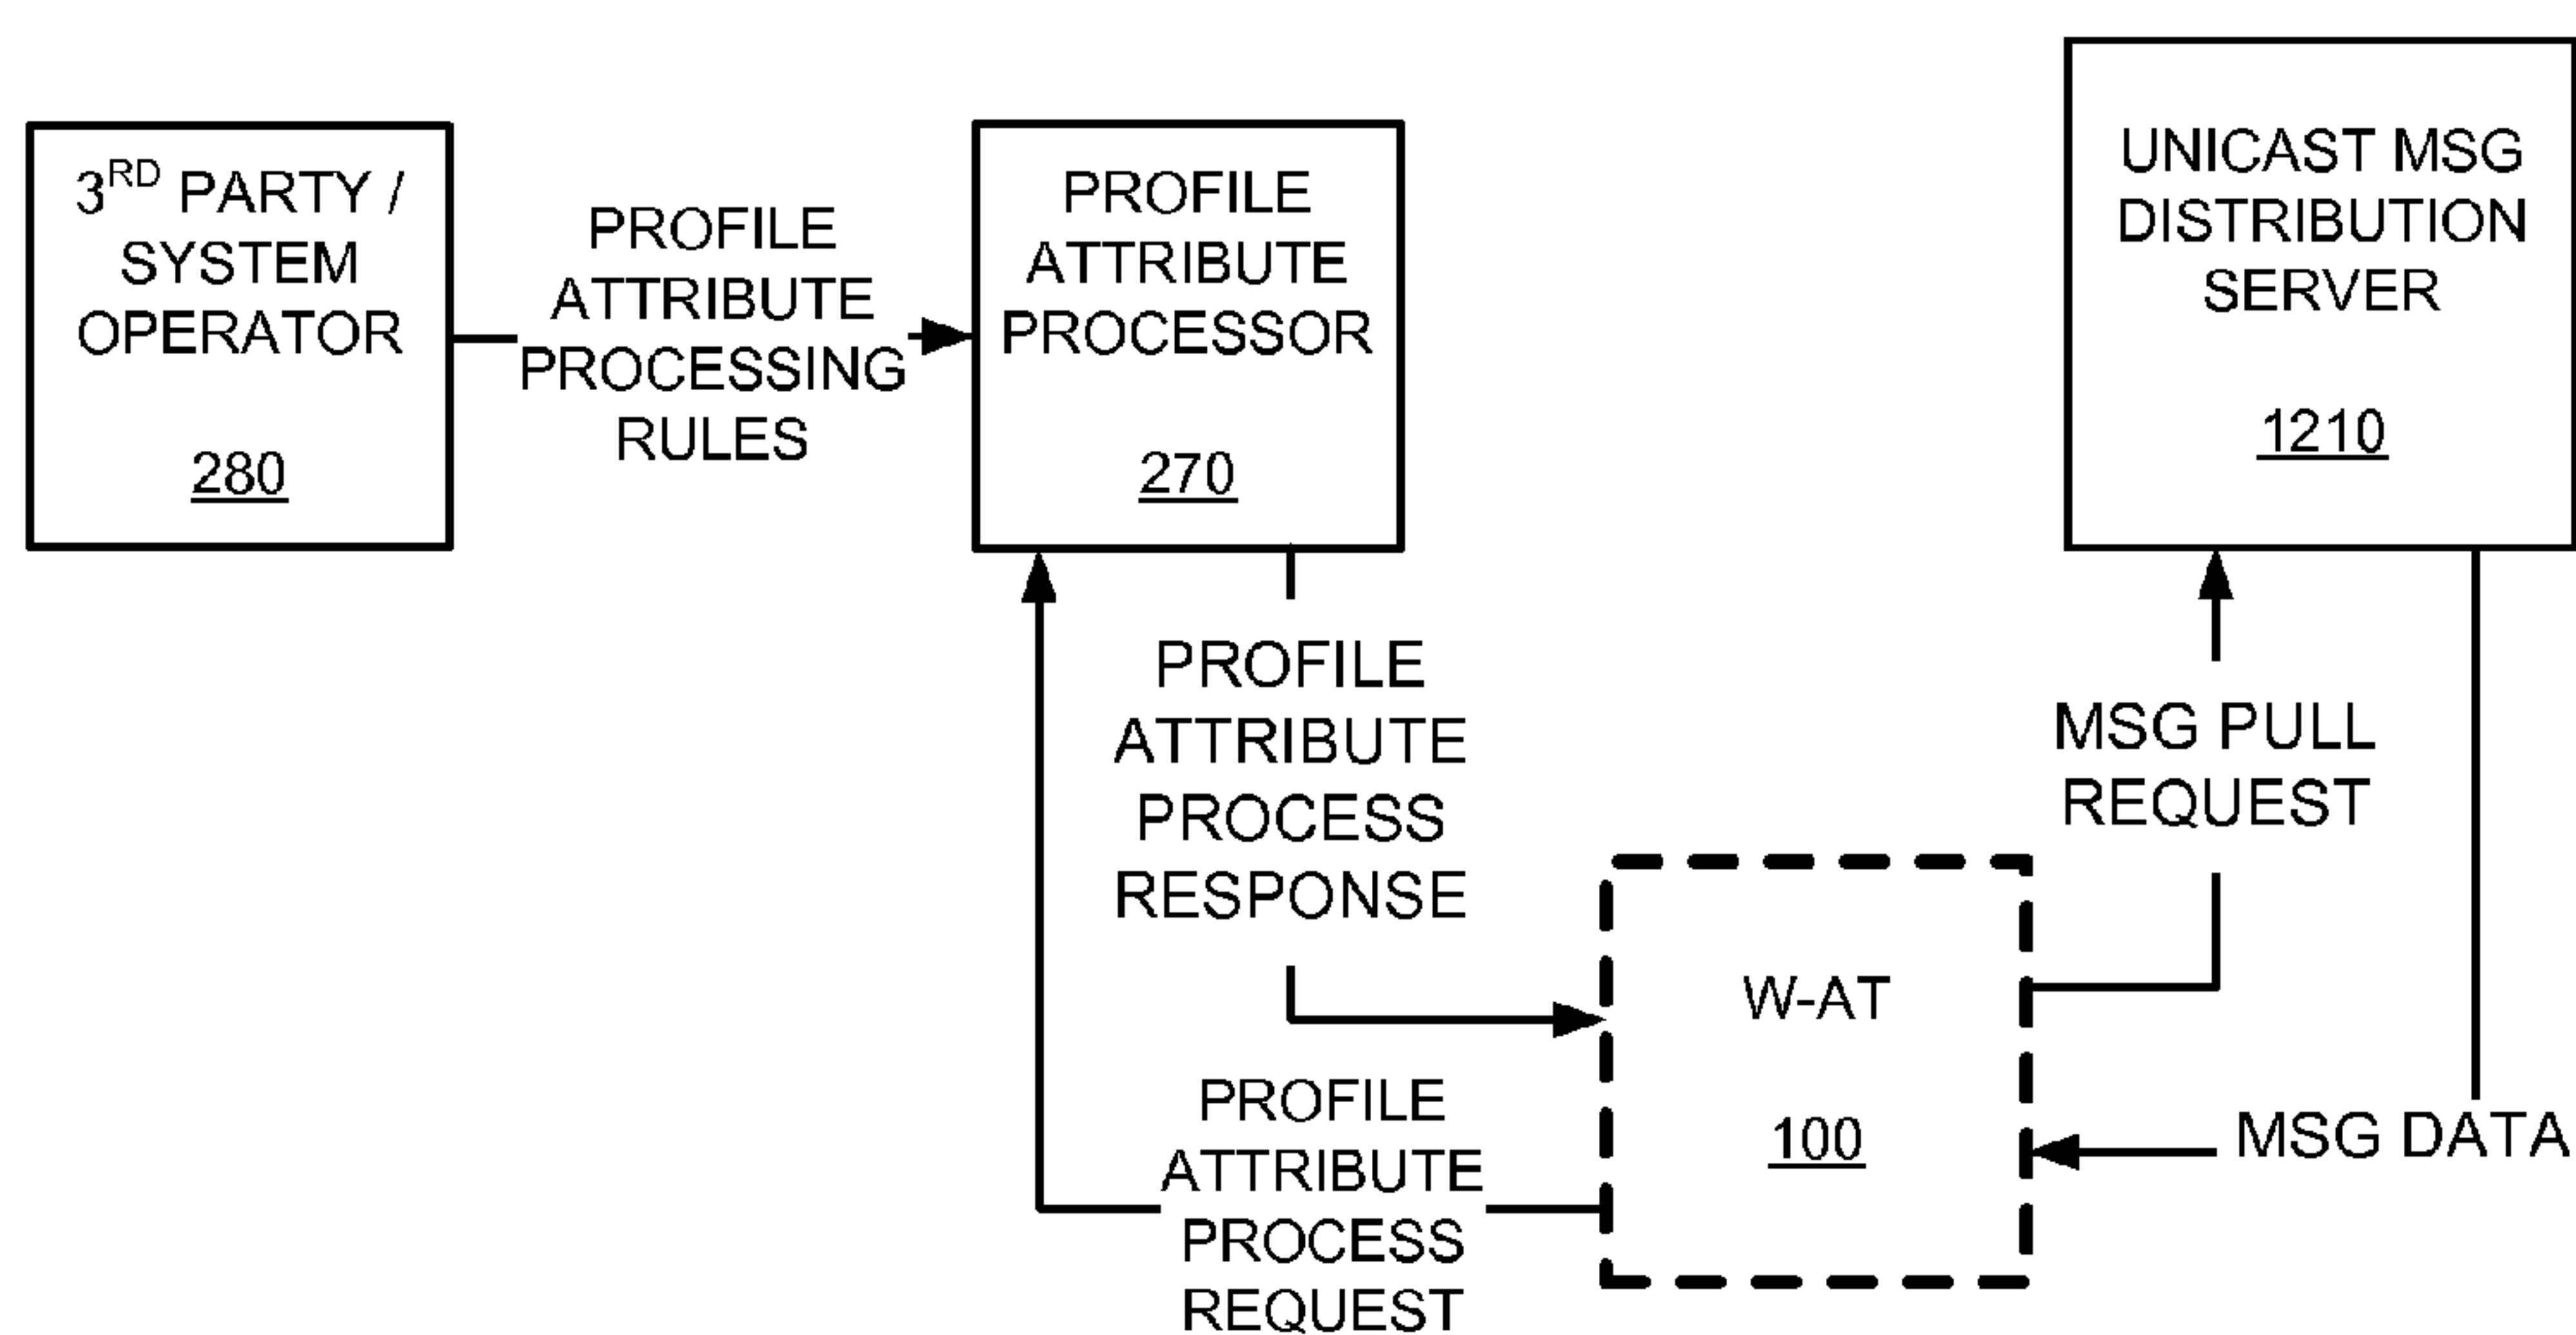 3RD PARTY /
SYSTEM
OPERATOR
280
PROFILE
ATTRIBUTE
PROCESSING
RULES
PROFILE
ATTRIBUTE
PROCESSOR
270
UNICAST MSG
DISTRIBUTION
SERVER
1210
PROFILE
ATTRIBUTE
PROCESS
RESPONSE
MSG PULL
REQUEST
W-AT
100
PROFILE
ATTRIBUTE
PROCESS
REQUEST
MSG DATA